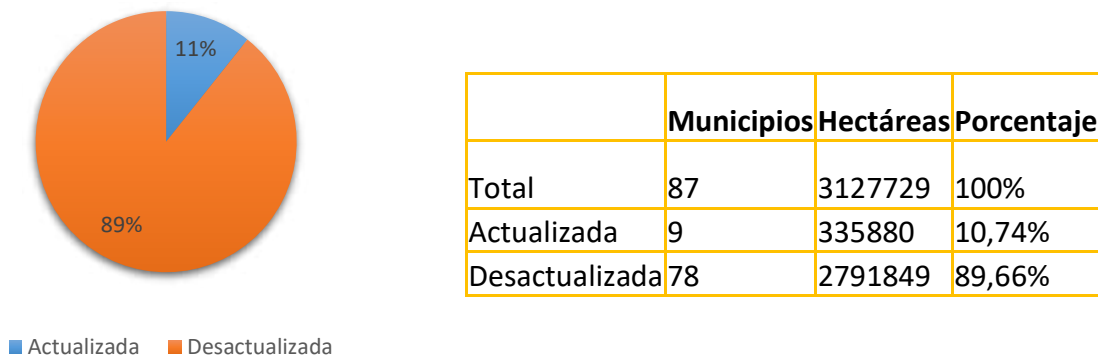 11%
89%
Actualizada Desactualizada
Municipios Hectáreas Porcentaje
Total 87 3127729 100%
Actualizada 9 335880 10,74%
Desactualizada 78 2791849 89,66%